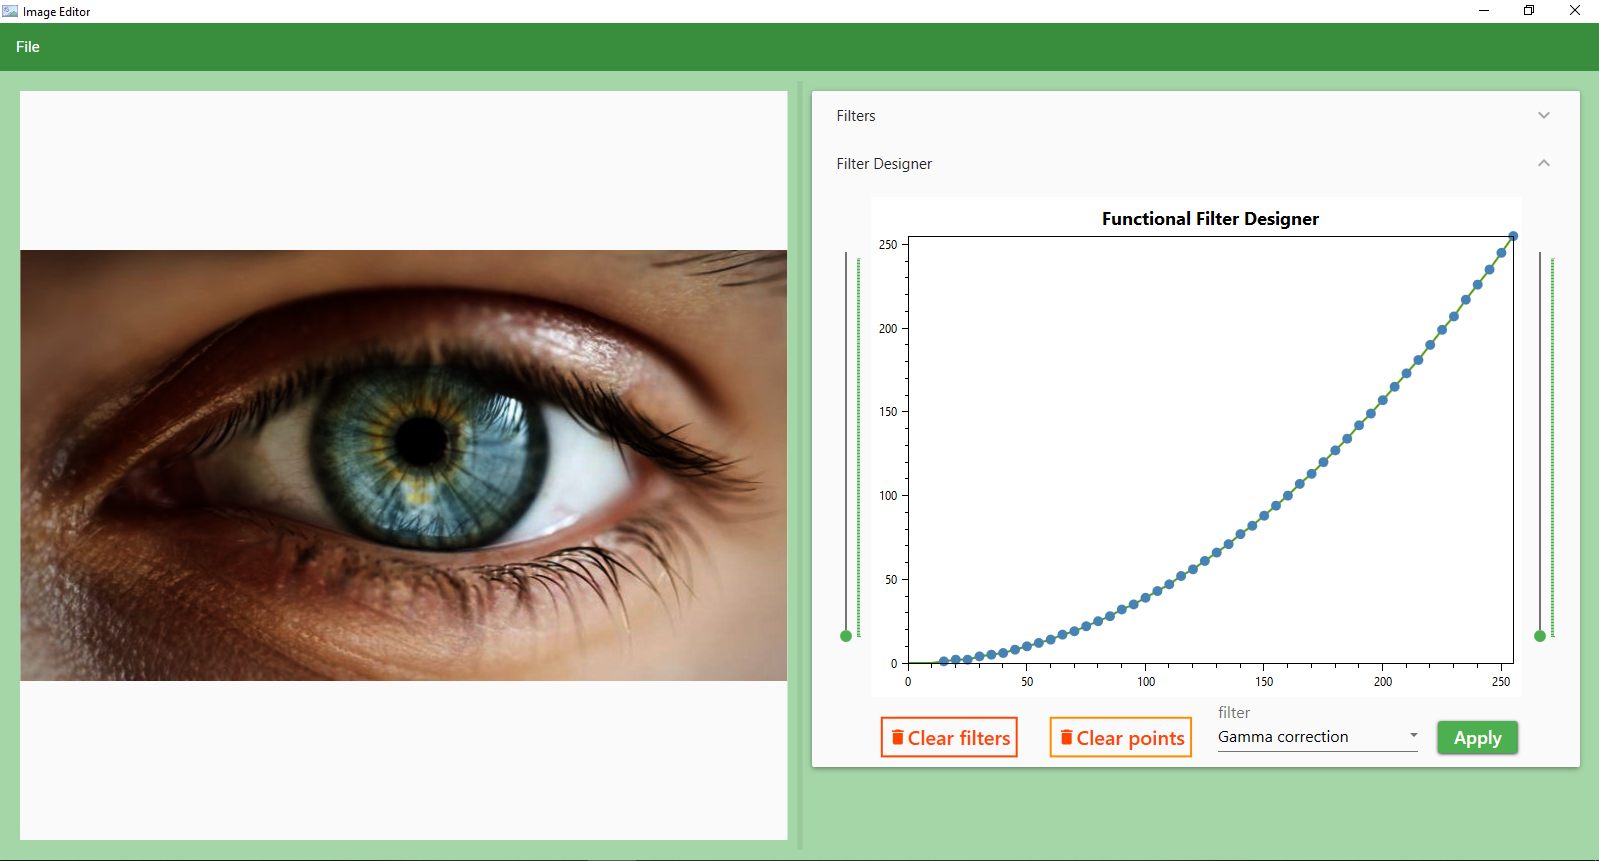 Image Editor
File
Filters
Filter Designer
Functional Filter Designer
250
200
150
100
50
0
0 50 100 150 200 250
Clear filters
Clear points
filter
Gamma correction
Apply